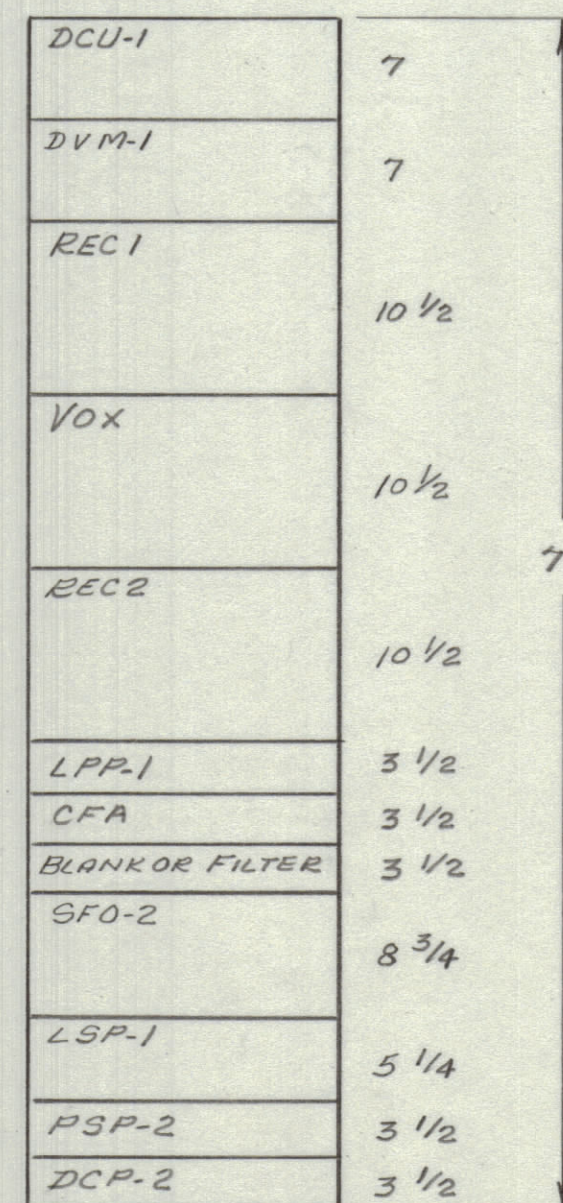 DCU-1 7
DVM-1 7
REC 1 10 1/2
VOX 10 1/2
7
REC 2 10 1/2
LPP-1 3 1/2
CFA 3 1/2
BLANK OR FILTER 3 1/2
SFO-2 8 3/4
LSP-1 5 1/4
PSP-2 3 1/2
DCP-2 3 1/2